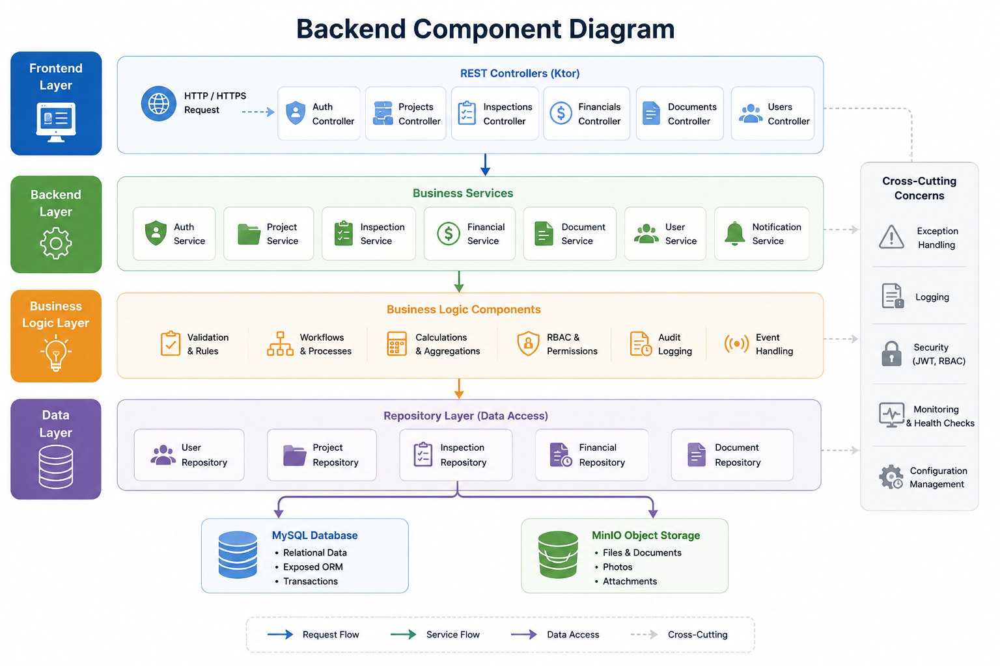 Backend Component Diagram
Frontend
Layer
REST Controllers (Ktor)
HTTP / HTTPS
Request
Auth
Controller
Projects
Controller
Inspections
Controller
Financials
Controller
Documents
Controller
Users
Controller
Backend
Layer
Business Services
Auth
Service
Project
Service
Inspection
Service
Financial
Service
Document
Service
User
Service
Notification
Service
Business
Logic Layer
Business Logic Components
Validation
& Rules
Workflows
& Processes
Calculations
& Aggregations
RBAC &
Permissions
Audit
Logging
Event
Handling
Data
Layer
Repository Layer (Data Access)
User
Repository
Project
Repository
Inspection
Repository
Financial
Repository
Document
Repository
Cross-Cutting
Concerns
Exception
Handling
Logging
Security
(JWT, RBAC)
Monitoring
& Health Checks
Configuration
Management
MySQL Database
• Relational Data
• Exposed ORM
• Transactions
MinIO Object Storage
• Files & Documents
• Photos
• Attachments
Request Flow
Service Flow
Data Access
Cross-Cutting